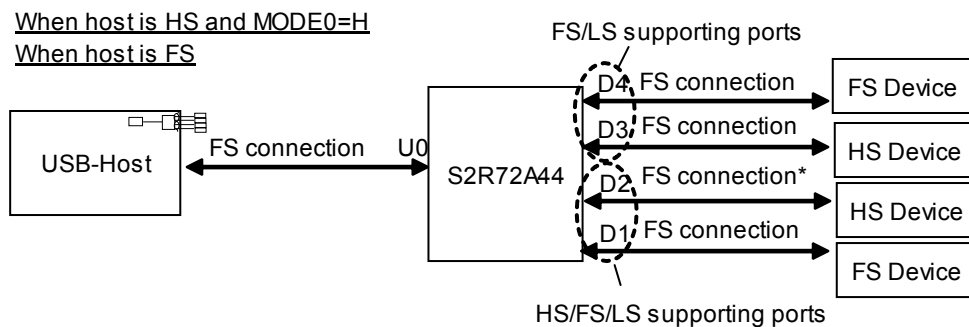 When host is HS and MODE0=H
When host is FS
FS/LS supporting ports
USB-Host
FS connection
U0
S2R72A44
D4 FS connection
FS Device
D3 FS connection
HS Device
D2 FS connection*
HS Device
D1 FS connection
FS Device
HS/FS/LS supporting ports